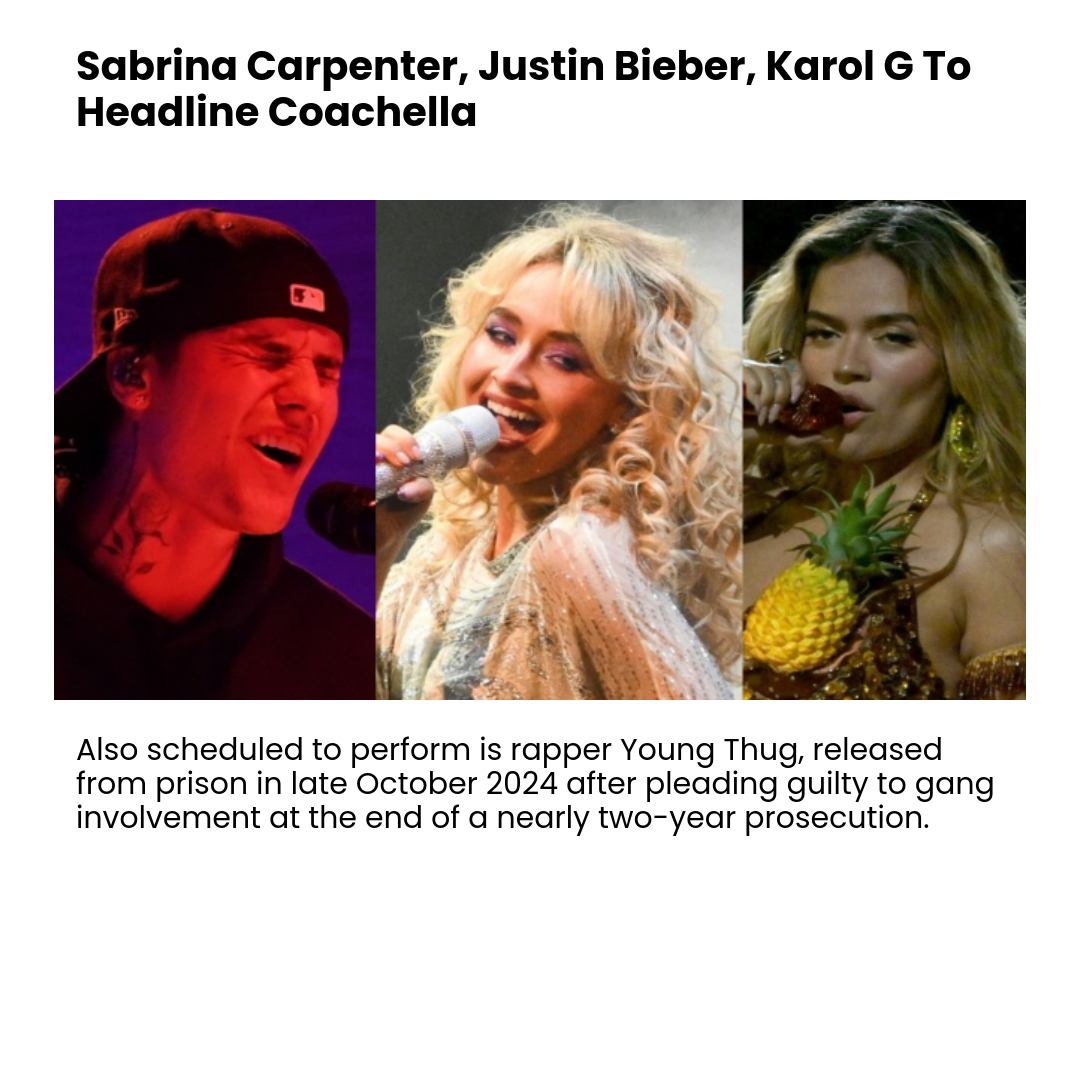 Sabrina Carpenter, Justin Bieber, Karol G To
Headline Coachella
Also scheduled to perform is rapper Young Thug, released
from prison in late October 2024 after pleading guilty to gang
involvement at the end of a nearly two-year prosecution.